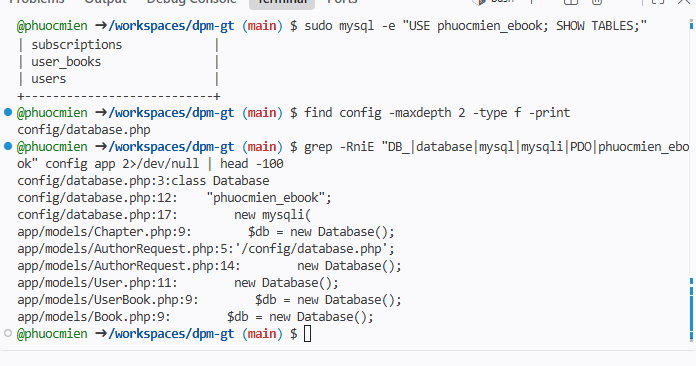 Problems Output Debug Console Terminal Ports
@phuocmien ➜/workspaces/dpm-gt (main) $ sudo mysql -e "USE phuocmien_ebook; SHOW TABLES;"
| subscriptions |
| user_books |
| users |
+---------------------------+
@phuocmien ➜/workspaces/dpm-gt (main) $ find config -maxdepth 2 -type f -print
config/database.php
@phuocmien ➜/workspaces/dpm-gt (main) $ grep -RniE "DB_|database|mysql|mysqli|PDO|phuocmien_ebo
ok" config app 2>/dev/null | head -100
config/database.php:3:class Database
config/database.php:12: "phuocmien_ebook";
config/database.php:17: new mysqli(
app/models/Chapter.php:9: $db = new Database();
app/models/AuthorRequest.php:5:'/config/database.php';
app/models/AuthorRequest.php:14: new Database();
app/models/User.php:11: new Database();
app/models/UserBook.php:9: $db = new Database();
app/models/Book.php:9: $db = new Database();
@phuocmien ➜/workspaces/dpm-gt (main) $